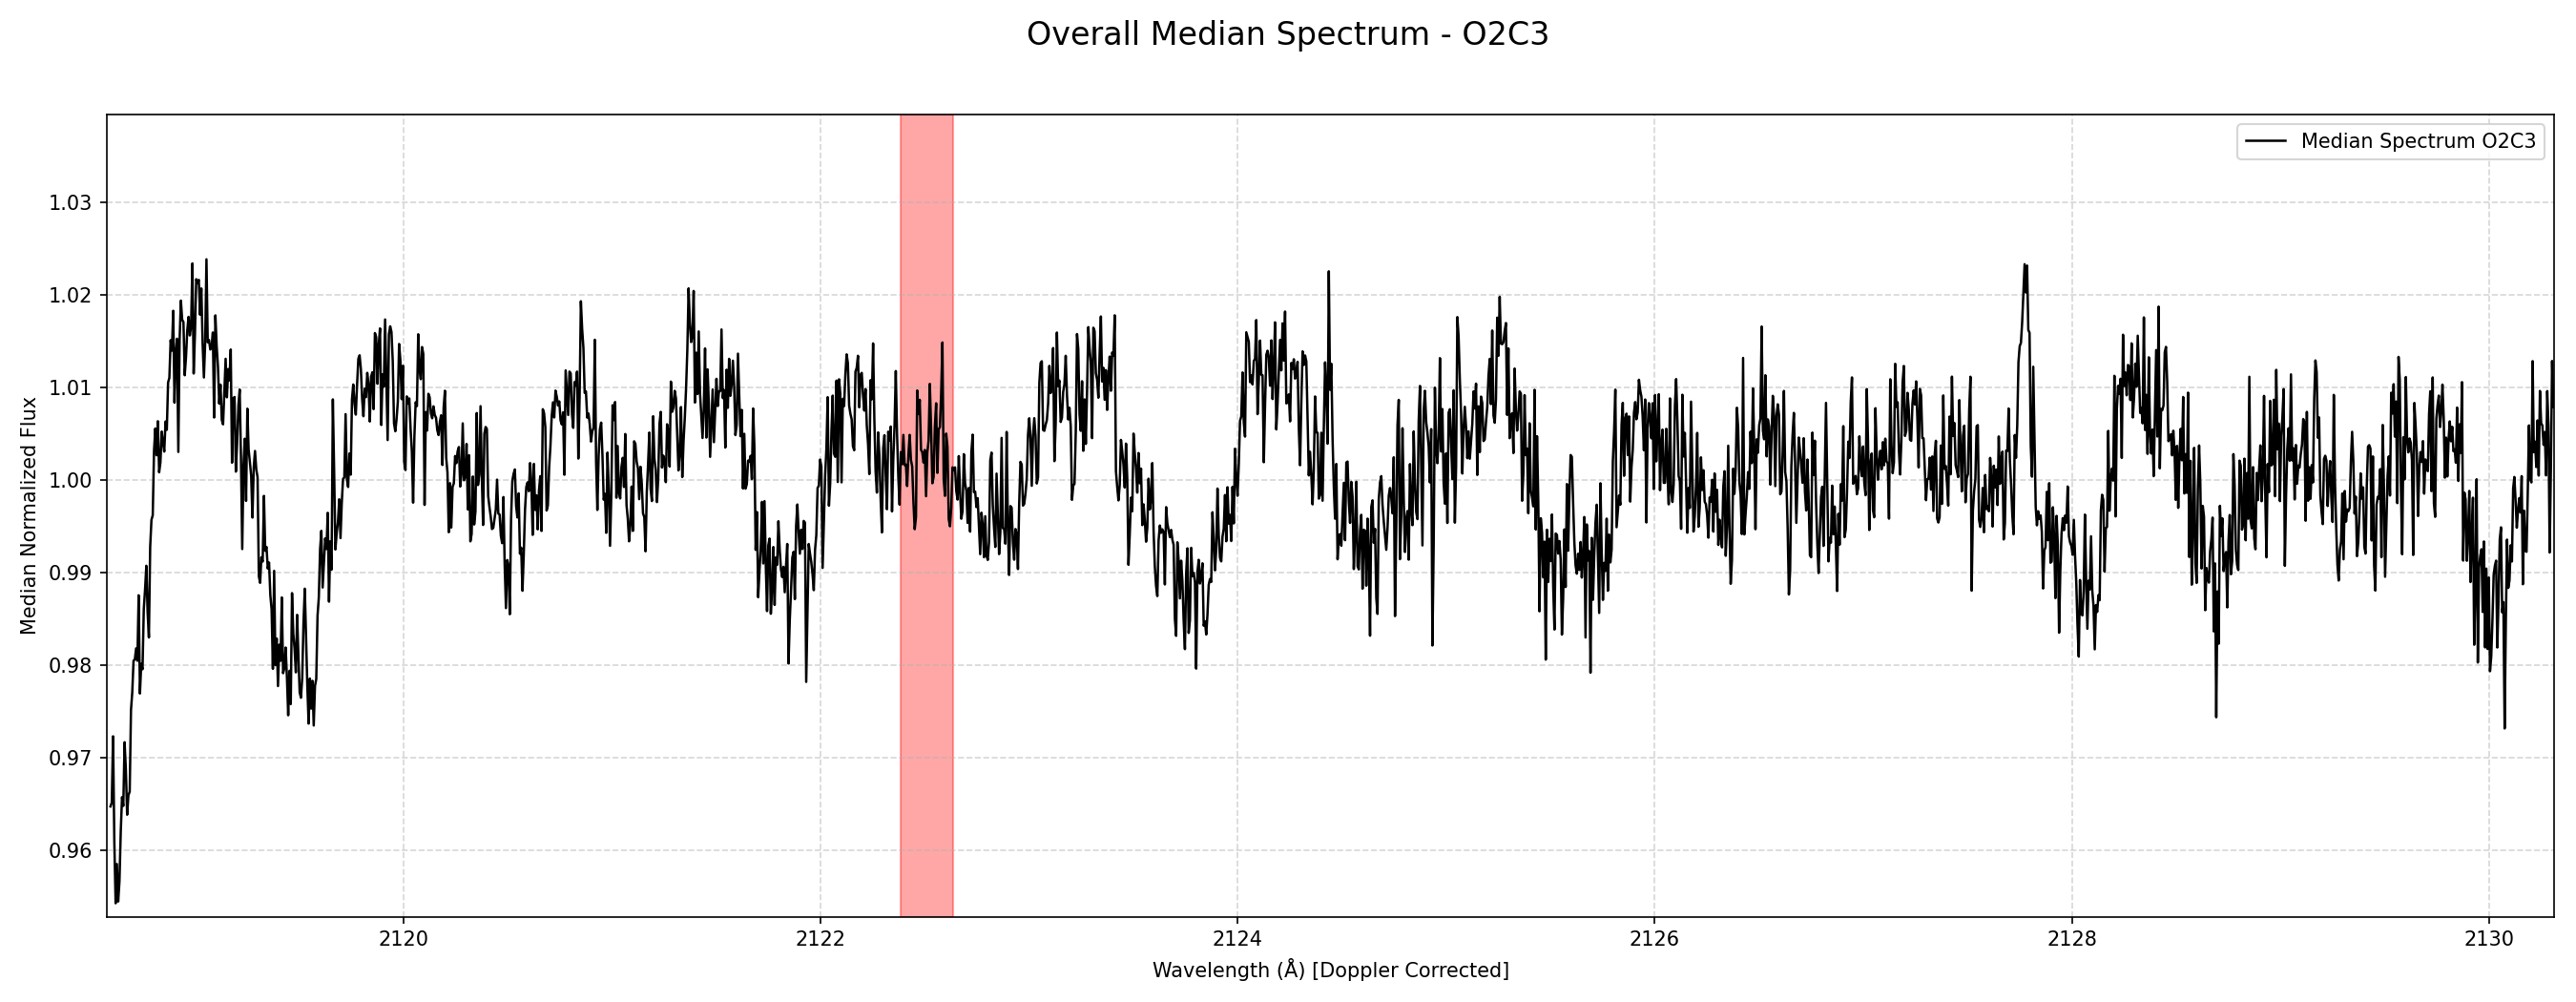 Overall Median Spectrum - O2C3
Median Spectrum O2C3
Median Normalized Flux
1.03
1.02
1.01
1.00
0.99
0.98
0.97
0.96
2120 2122 2124 2126 2128 2130
Wavelength (Å) [Doppler Corrected]